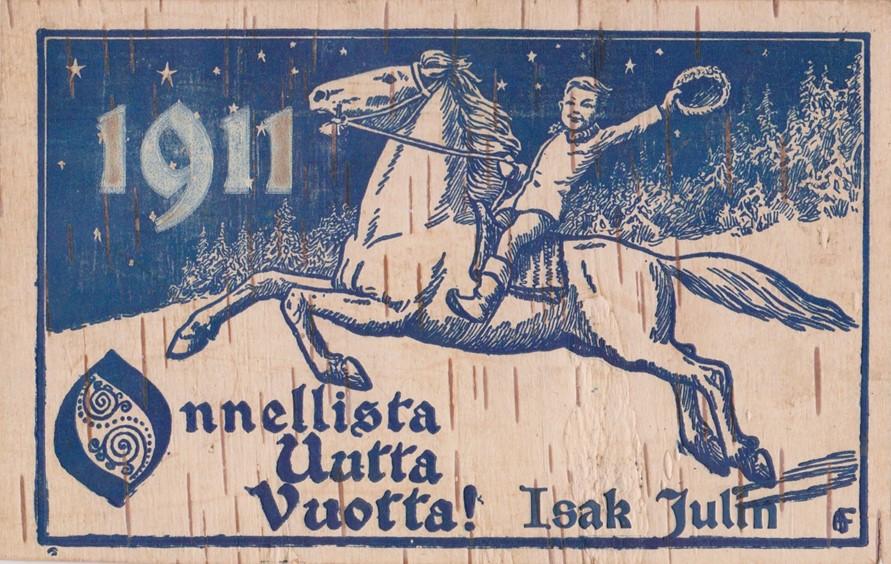 1911
Onnellista
Uutta
Vuotta!
Isak Julin